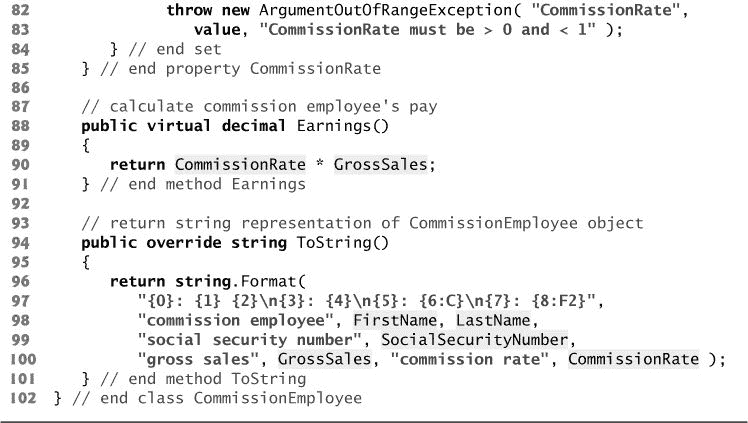 82 throw new ArgumentOutOfRangeException( "CommissionRate",
83 value, "CommissionRate must be > 0 and < 1" );
84 } // end set
85 } // end property CommissionRate
86
87 // calculate commission employee's pay
88 public virtual decimal Earnings()
89 {
90 return CommissionRate * GrossSales;
91 } // end method Earnings
92
93 // return string representation of CommissionEmployee object
94 public override string ToString()
95 {
96 return string.Format(
97 "{0}: {1} {2}\n{3}: {4}\n{5}: {6:C}\n{7}: {8:F2}",
98 "commission employee", FirstName, LastName,
99 "social security number", SocialSecurityNumber,
100 "gross sales", GrossSales, "commission rate", CommissionRate );
101 } // end method ToString
102 } // end class CommissionEmployee